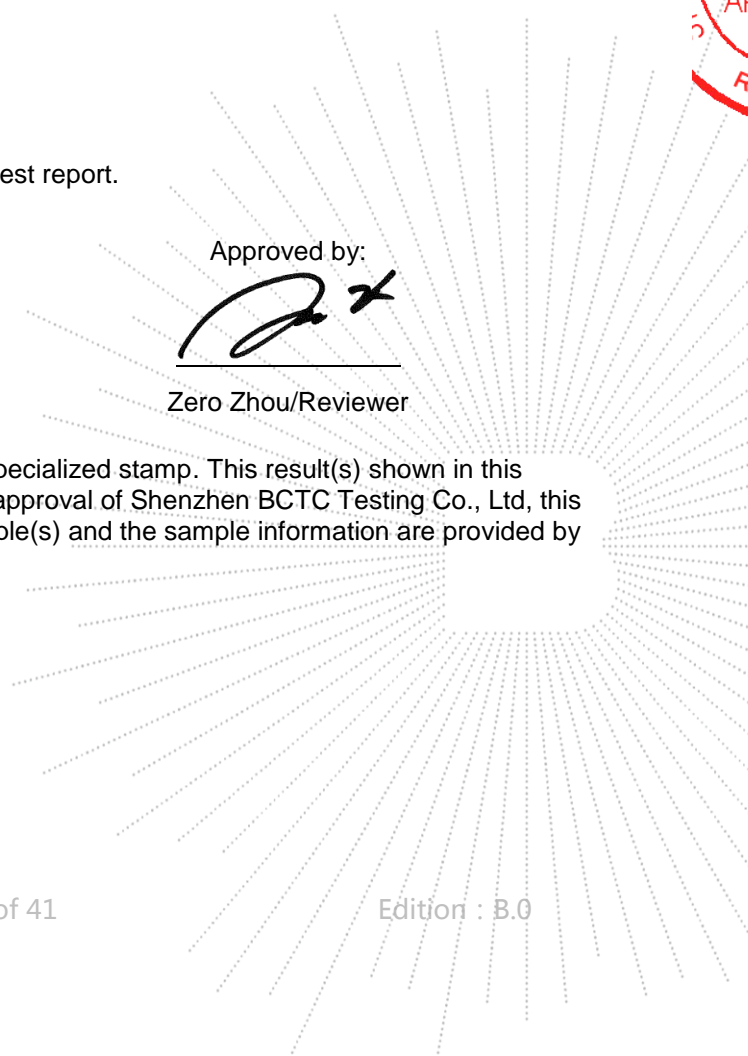 est report.
Approved by:
Zero Zhou/Reviewer
pecialized stamp. This result(s) shown in this
approval of Shenzhen BCTC Testing Co., Ltd, this
ple(s) and the sample information are provided by
of 41 Edition : B.0